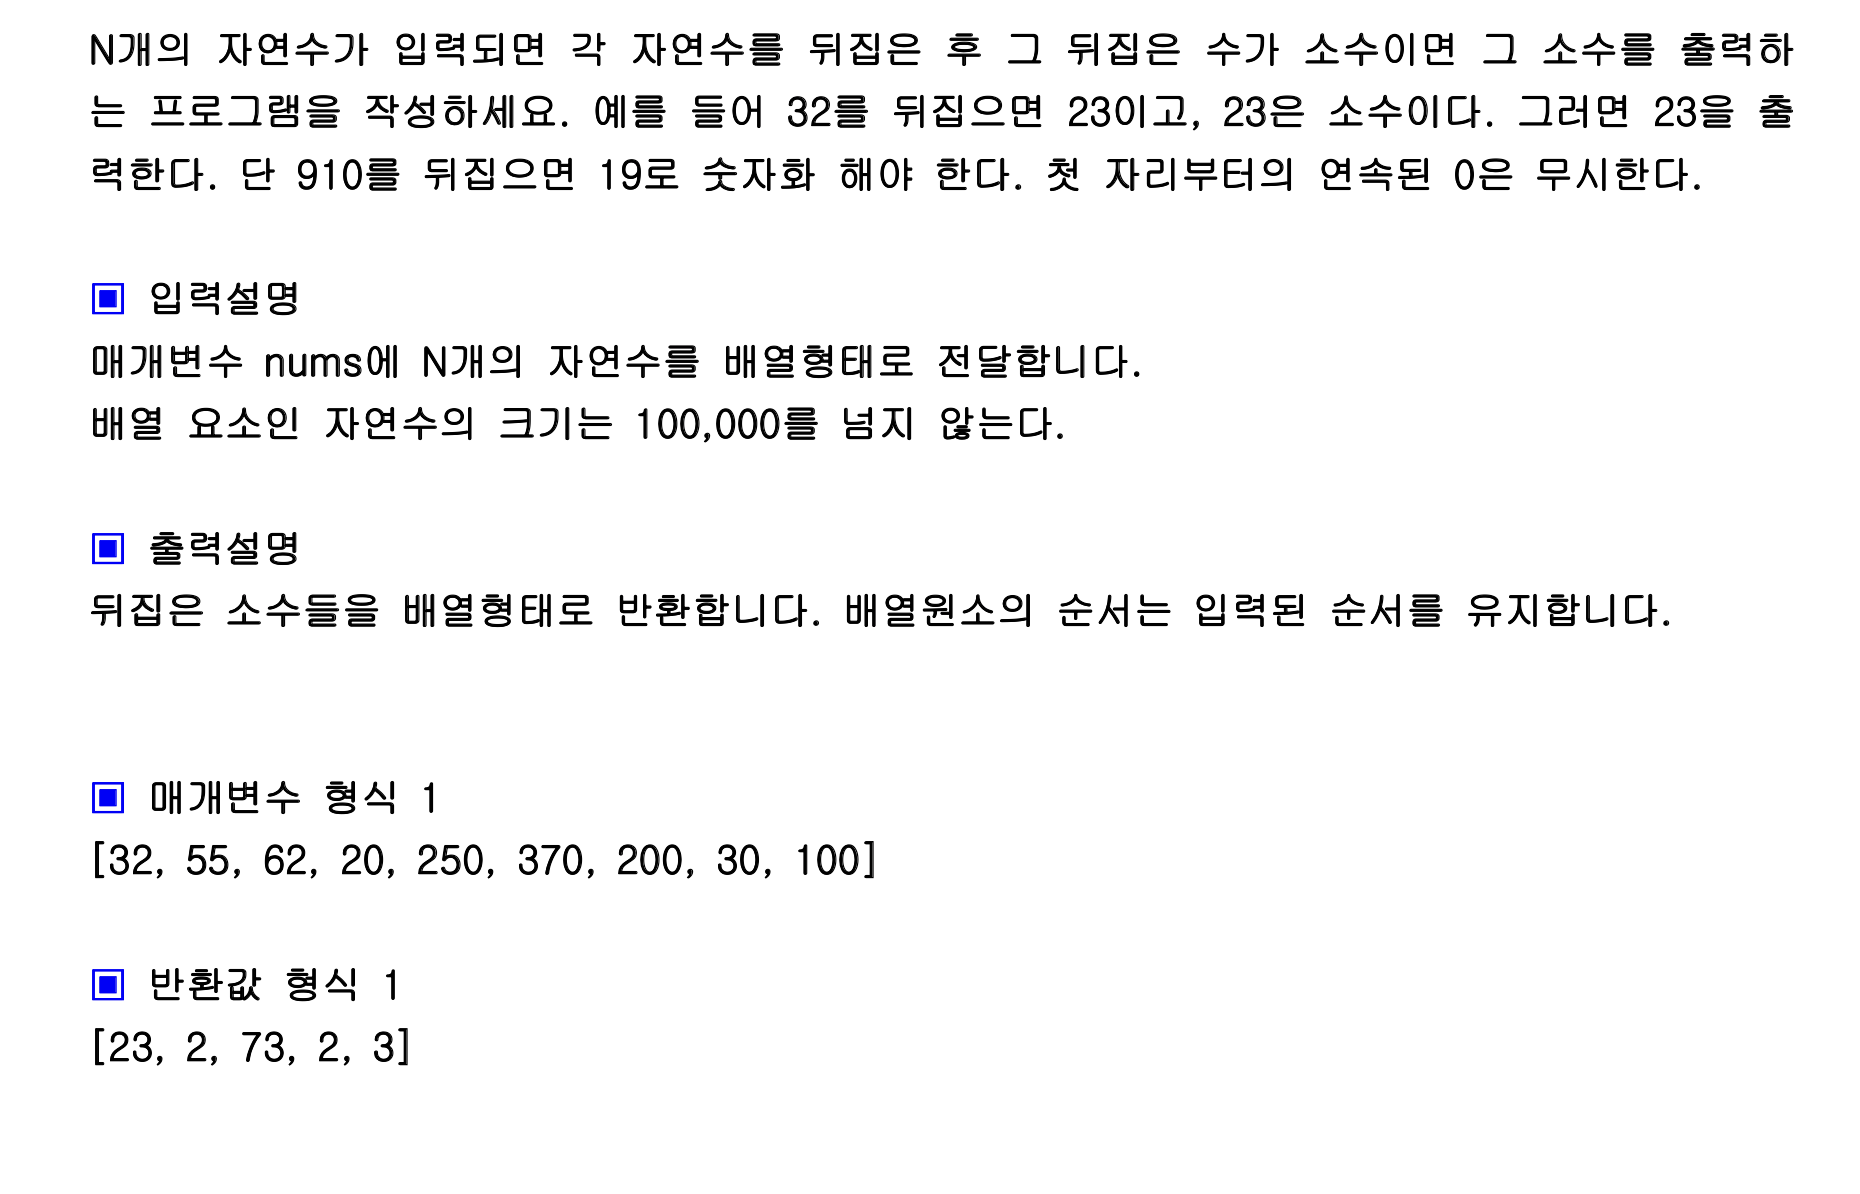 N개의 자연수가 입력되면 각 자연수를 뒤집은 후 그 뒤집은 수가 소수이면 그 소수를 출력하
는 프로그램을 작성하세요. 예를 들어 32를 뒤집으면 23이고, 23은 소수이다. 그러면 23을 출
력한다. 단 910를 뒤집으면 19로 숫자화 해야 한다. 첫 자리부터의 연속된 0은 무시한다.
▣ 입력설명
매개변수 nums에 N개의 자연수를 배열형태로 전달합니다.
배열 요소인 자연수의 크기는 100,000를 넘지 않는다.
▣ 출력설명
뒤집은 소수들을 배열형태로 반환합니다. 배열원소의 순서는 입력된 순서를 유지합니다.
▣ 매개변수 형식 1
[32, 55, 62, 20, 250, 370, 200, 30, 100]
▣ 반환값 형식 1
[23, 2, 73, 2, 3]